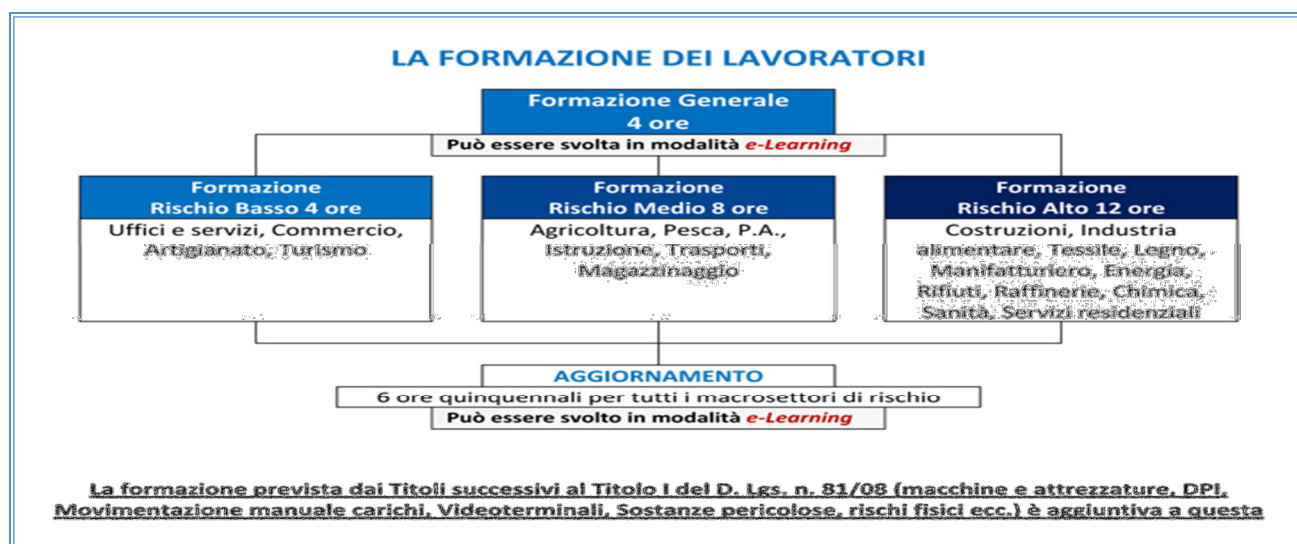 LA FORMAZIONE DEI LAVORATORI
Formazione Generale
4 ore
Può essere svolta in modalità e-Learning
Formazione
Rischio Basso 4 ore
Uffici e servizi, Commercio,
Artigianato, Turismo
Formazione
Rischio Medio 8 ore
Agricoltura, Pesca, P.A.,
Istruzione, Trasporti,
Magazzinaggio
Formazione
Rischio Alto 12 ore
Costruzioni, Industria
alimentare, Tessile, Legno,
Manifatturiero, Energia,
Rifiuti, Raffinerie, Chimica,
Sanità, Servizi residenziali
AGGIORNAMENTO
6 ore quinquennali per tutti i macrosettori di rischio
Può essere svolto in modalità e-Learning
La formazione prevista dai Titoli successivi al Titolo I del D. Lgs. n. 81/08 (macchine e attrezzature, DPI,
Movimentazione manuale carichi, Videoterminali, Sostanze pericolose, rischi fisici ecc.) è aggiuntiva a questa